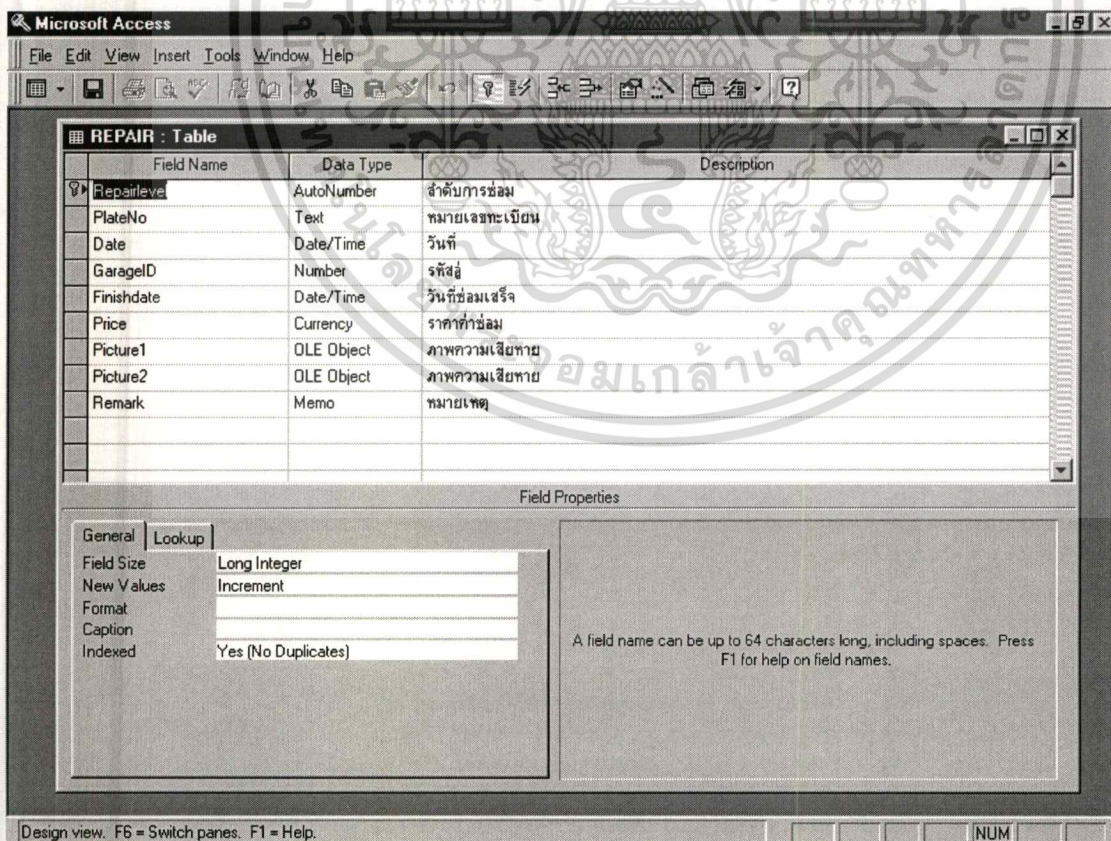 Microsoft Access
File Edit View Insert Tools Window Help
REPAIR : Table
Field Name Data Type Description
Repairlevel AutoNumber ลำดับการซ่อม
PlateNo Text หมายเลขทะเบียน
Date Date/Time วันที่
GarageID Number รหัสอู่
Finishdate Date/Time วันที่ซ่อมเสร็จ
Price Currency ราคาค่าซ่อม
Picture1 OLE Object ภาพความเสียหาย
Picture2 OLE Object ภาพความเสียหาย
Remark Memo หมายเหตุ
Field Properties
General Lookup
Field Size Long Integer
New Values Increment
Format
Caption
Indexed Yes (No Duplicates)
A field name can be up to 64 characters long, including spaces. Press
F1 for help on field names.
Design view. F6 = Switch panes. F1 = Help.
NUM